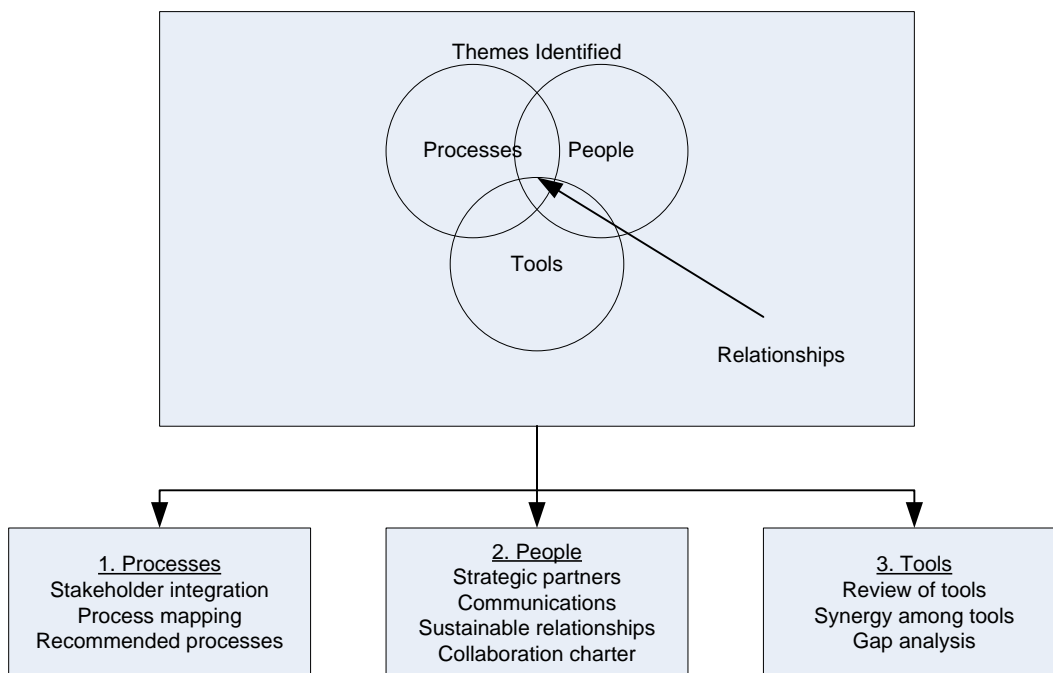 Themes Identified
Processes
People
Tools
Relationships
1. Processes
Stakeholder integration
Process mapping
Recommended processes
2. People
Strategic partners
Communications
Sustainable relationships
Collaboration charter
3. Tools
Review of tools
Synergy among tools
Gap analysis